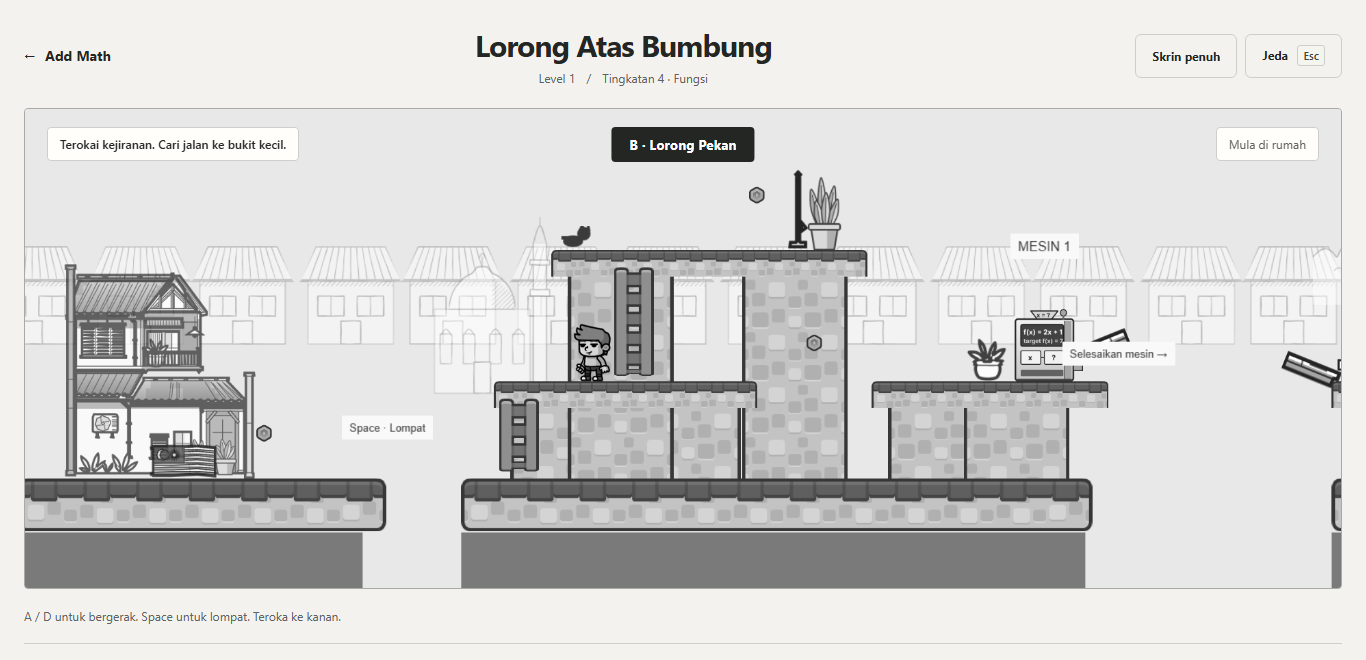 ← Add Math
Lorong Atas Bumbung
Level 1 / Tingkatan 4 · Fungsi
Skrin penuh
Jeda Esc
Terokai kejiranan. Cari jalan ke bukit kecil.
B · Lorong Pekan
Mula di rumah
MESIN 1
x = ?
f(x) = 2x + 1
target f(x) = 7
x ?
Selesaikan mesin →
Space · Lompat
A / D untuk bergerak. Space untuk lompat. Teroka ke kanan.